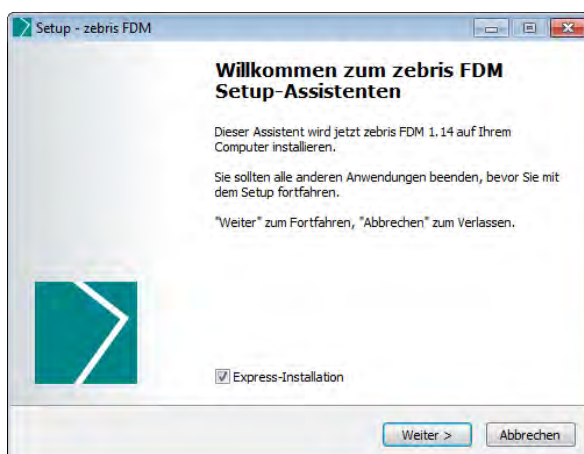 Setup - zebris FDM
Willkommen zum zebris FDM
Setup-Assistenten
Dieser Assistent wird jetzt zebris FDM 1.14 auf Ihrem
Computer installieren.
Sie sollten alle anderen Anwendungen beenden, bevor Sie mit
dem Setup fortfahren.
"Weiter" zum Fortfahren, "Abbrechen" zum Verlassen.
Express-Installation
Weiter >
Abbrechen